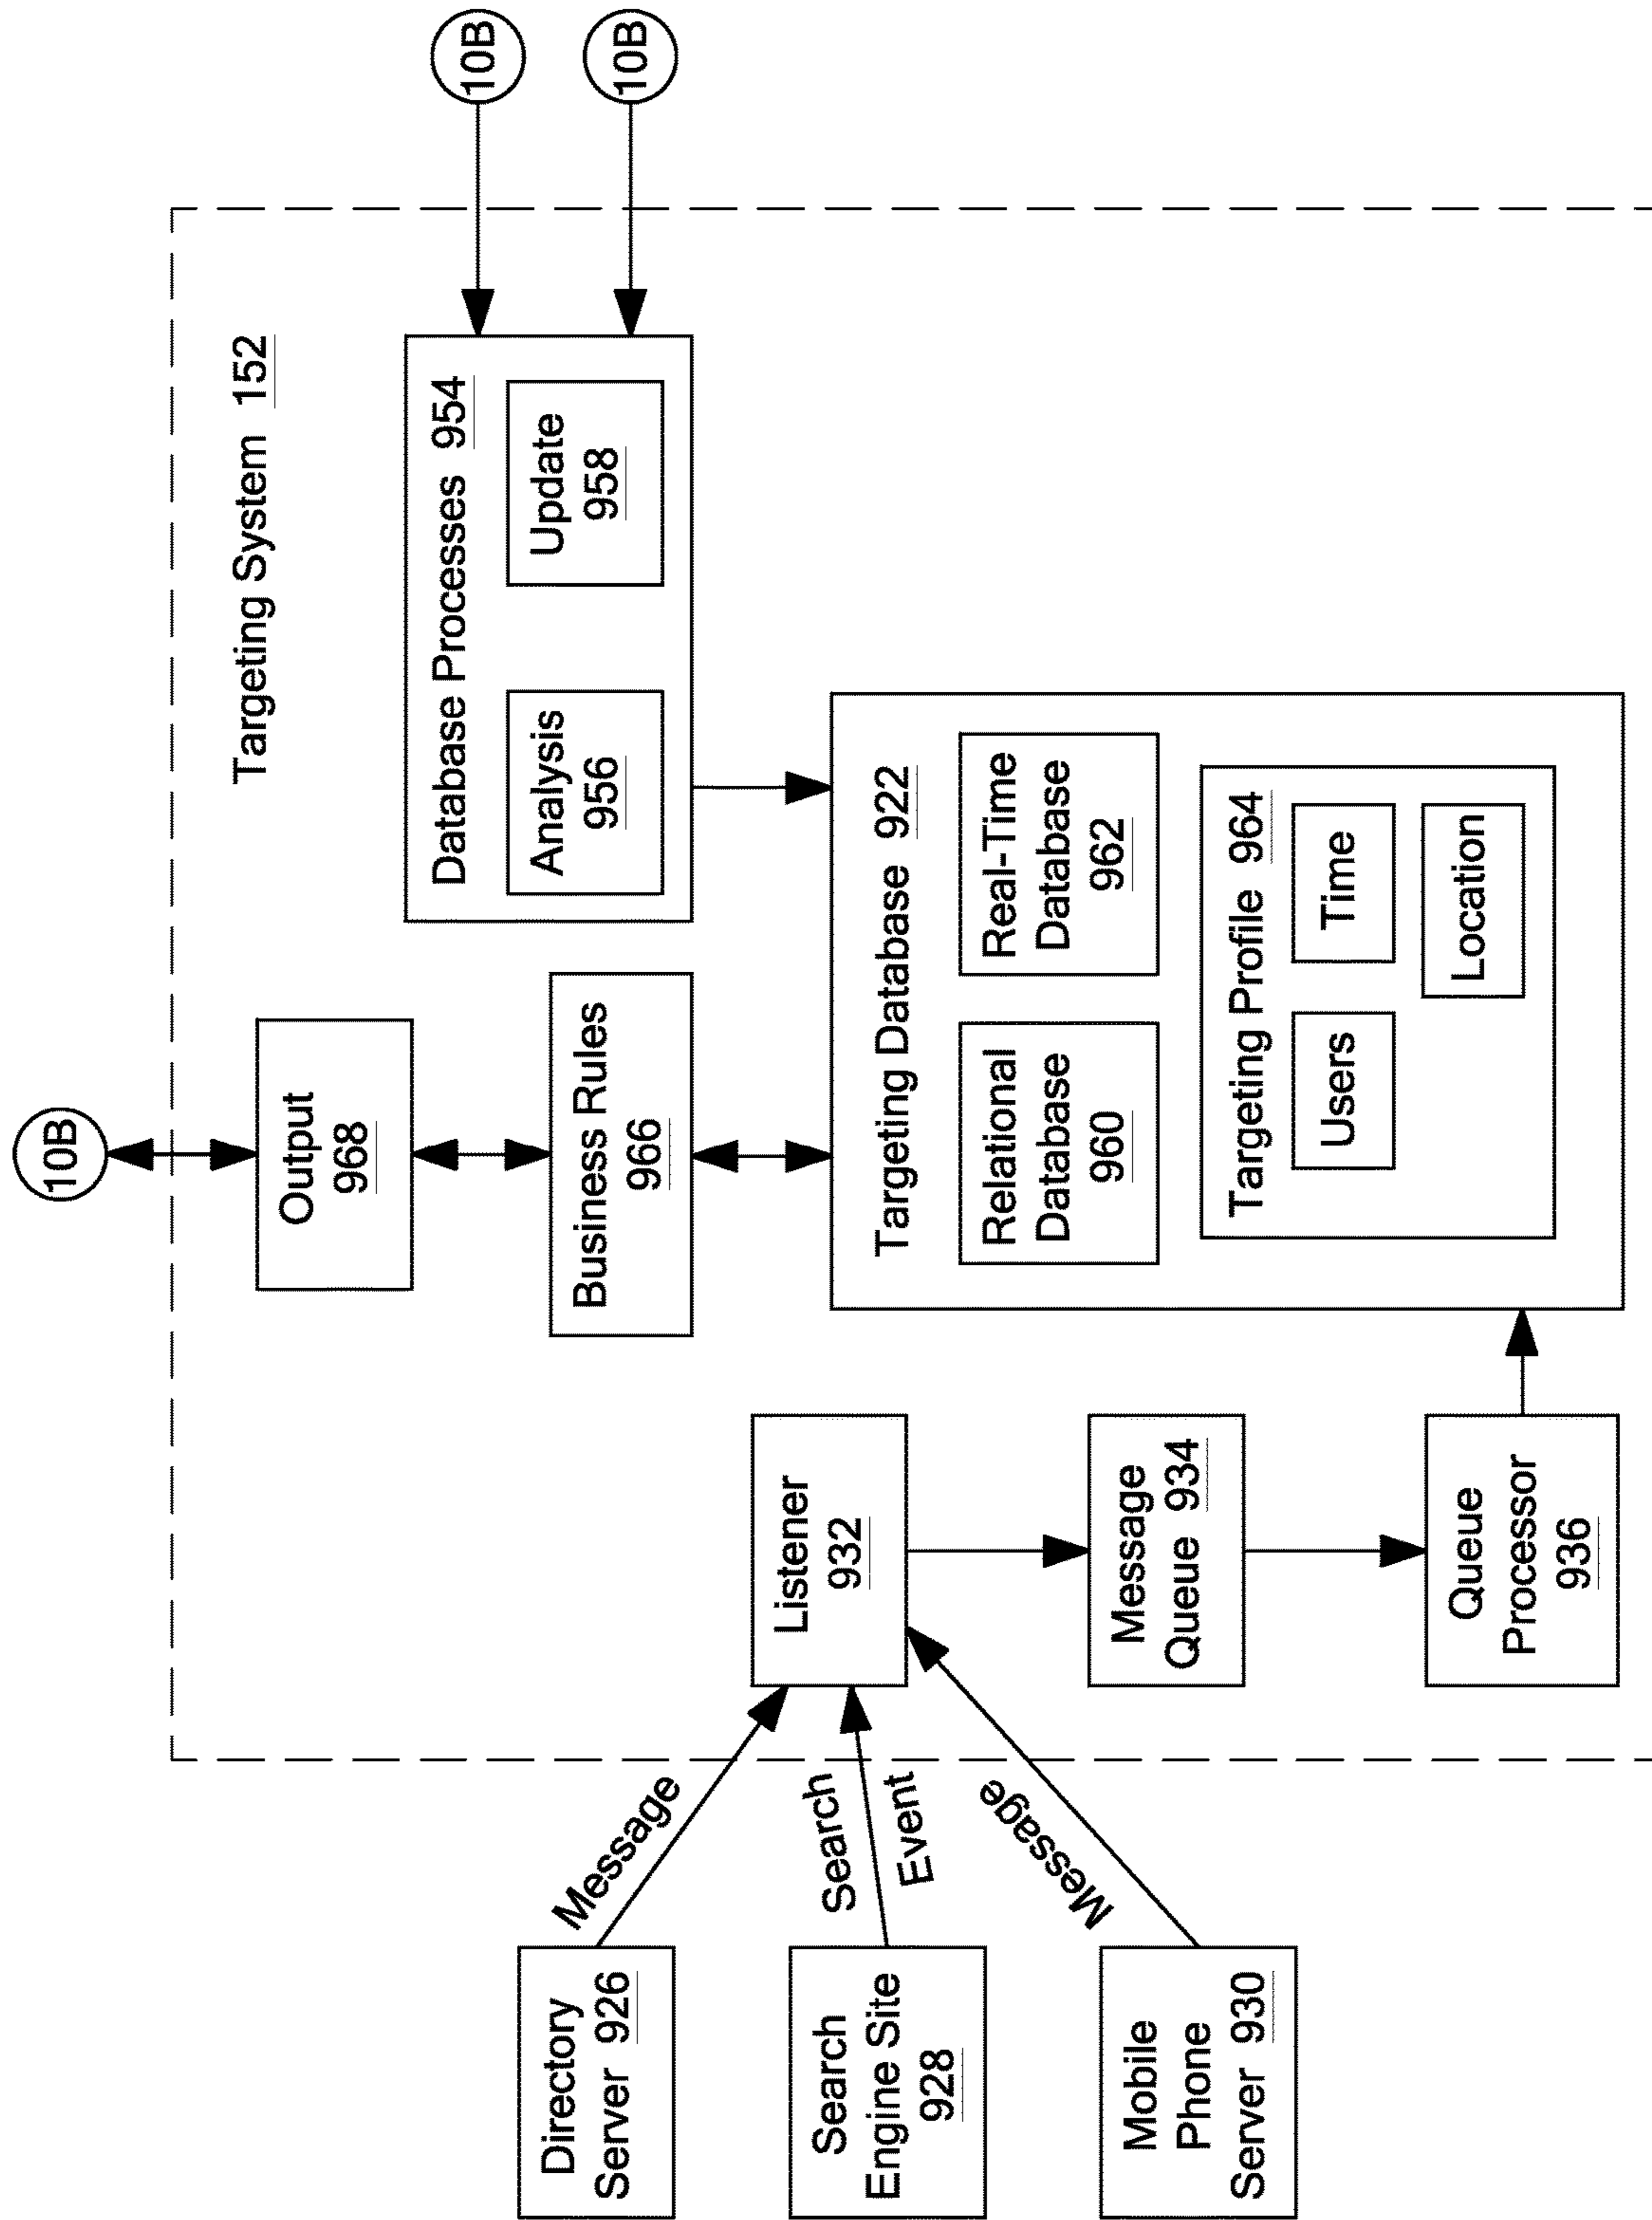 10B
Targeting System 152
Output
968
Database Processes 954
Analysis
956
Update
958
10B
10B
Business Rules
966
Directory
Server 926
Message
Search
Engine Site
928
Search
Event
Mobile
Phone
Server 930
Message
Listener
932
Message
Queue 934
Queue
Processor
936
Targeting Database 922
Relational
Database
960
Real-Time
Database
962
Targeting Profile 964
Users
Time
Location